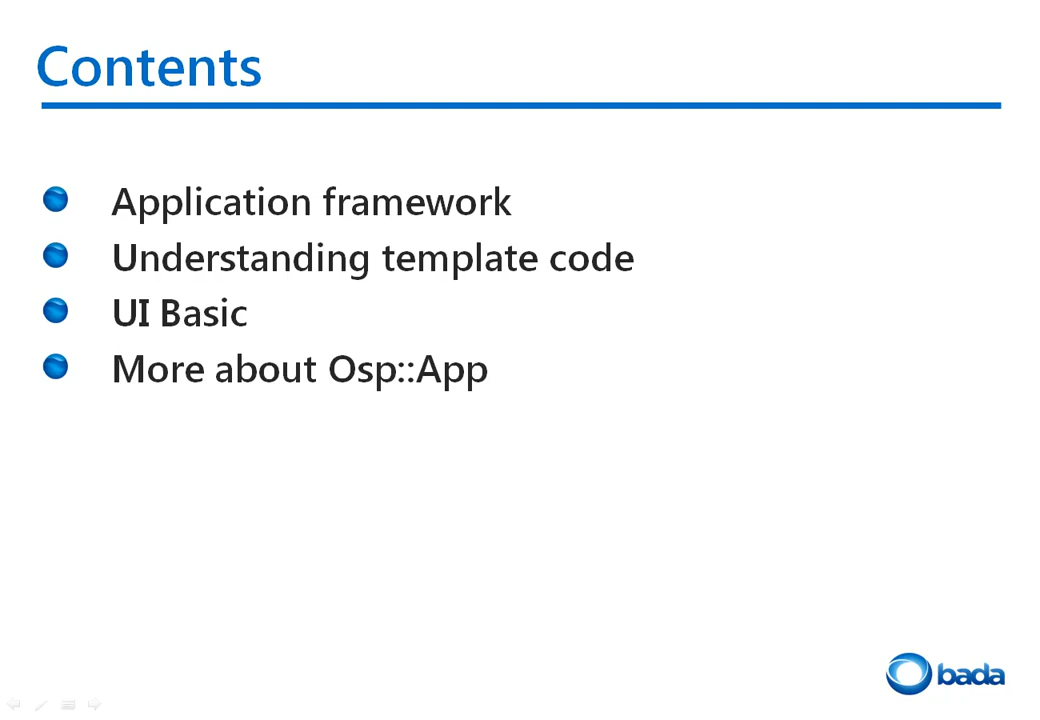 Contents
Application framework
Understanding template code
UI Basic
More about Osp::App
bada